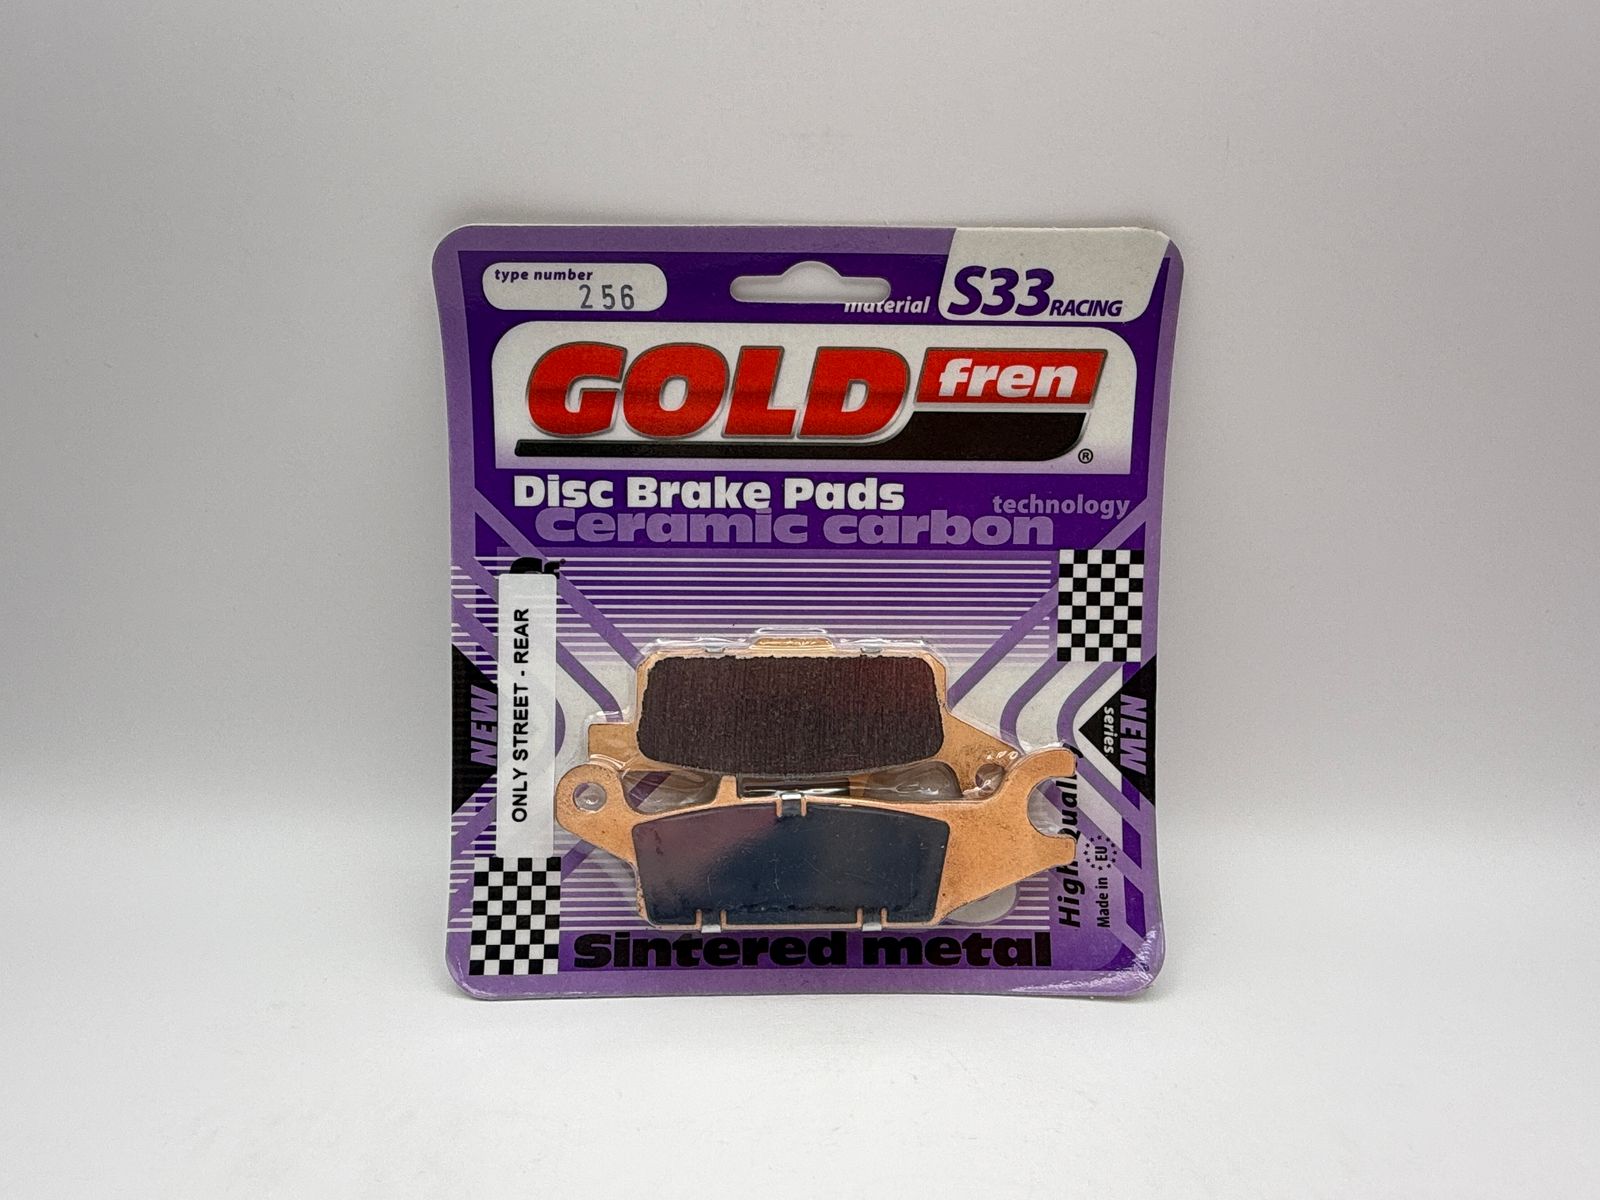 type number
256
material
S33 RACING
GOLD fren
®
Disc Brake Pads
technology
Ceramic carbon
ONLY STREET - REAR
NEW
NEW
series
High Quali
Made in EU
Sintered metal